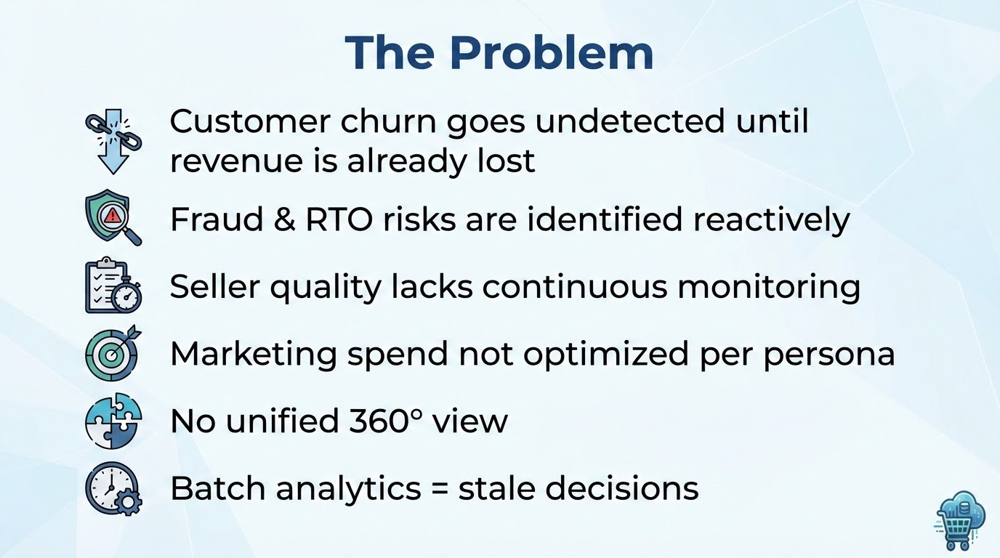 The Problem
Customer churn goes undetected until
revenue is already lost
Fraud & RTO risks are identified reactively
Seller quality lacks continuous monitoring
Marketing spend not optimized per persona
No unified 360° view
Batch analytics = stale decisions